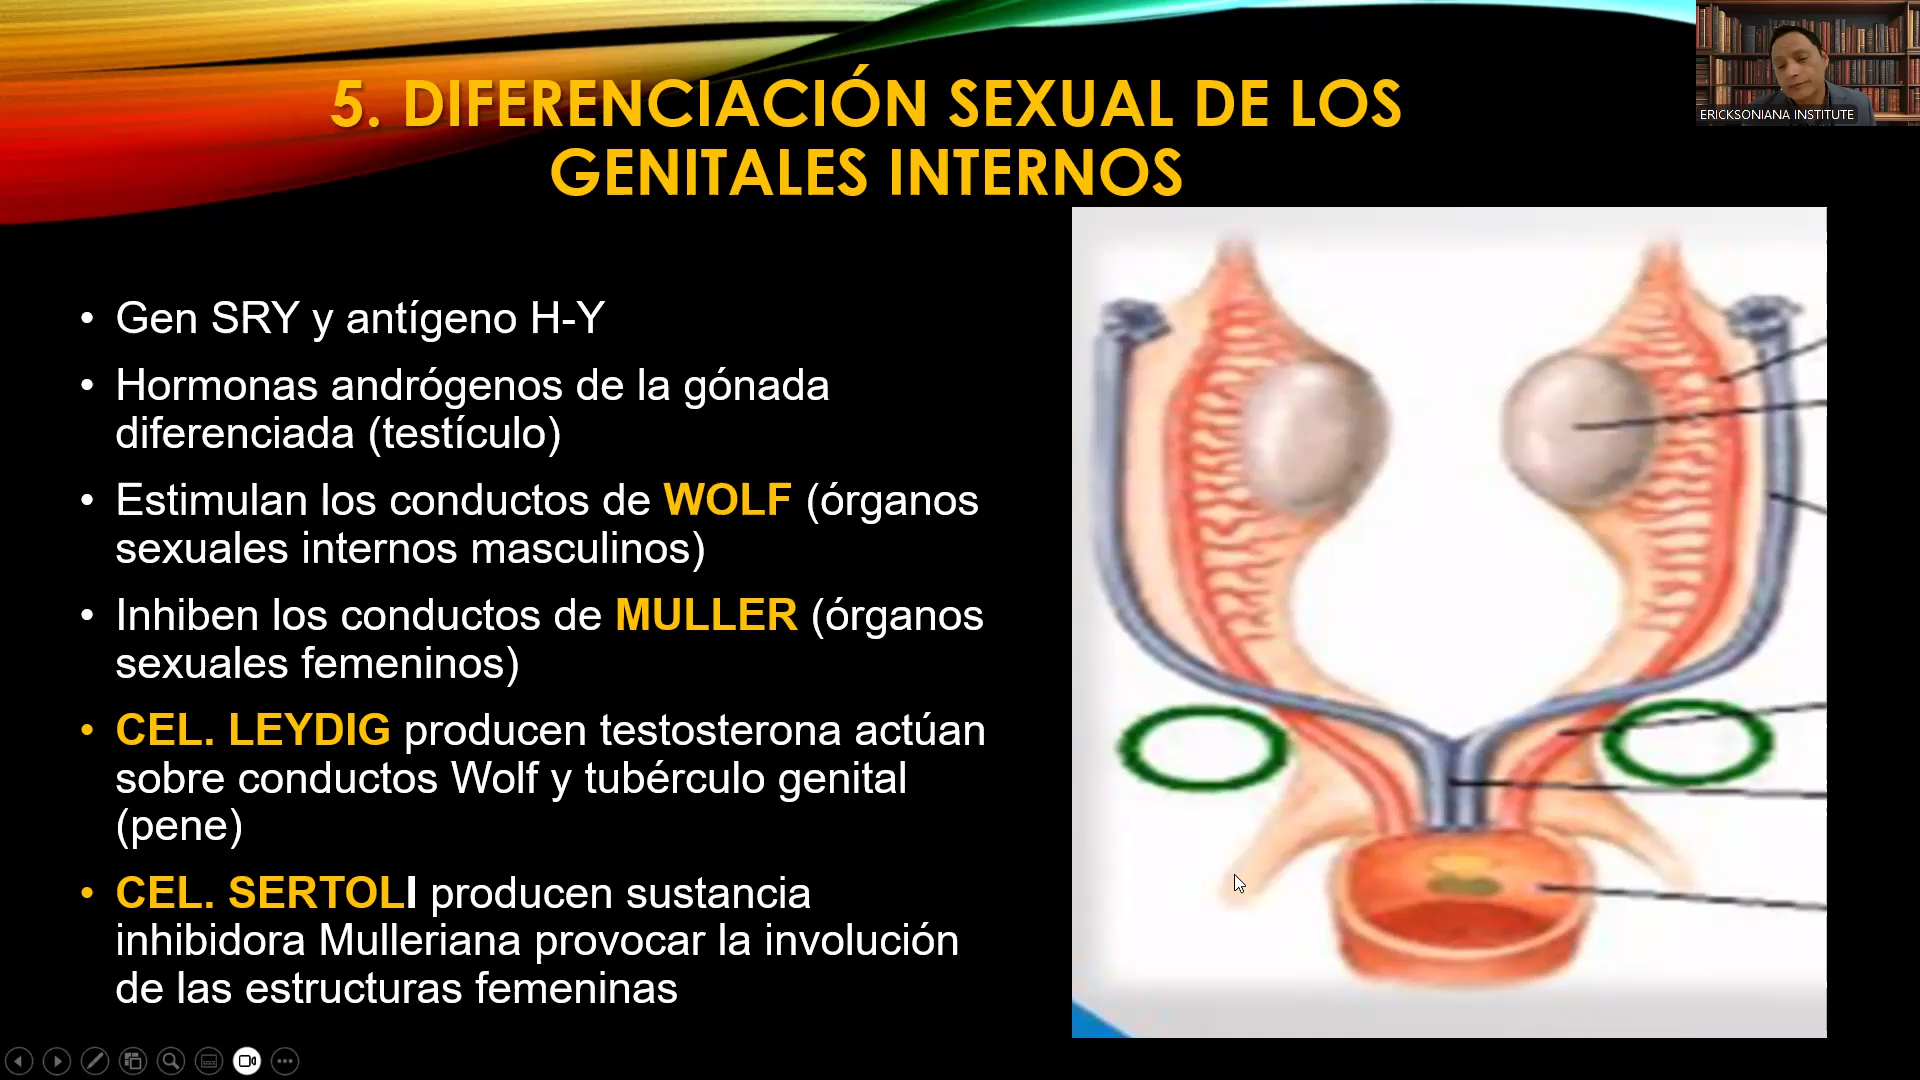 5. DIFERENCIACIÓN SEXUAL DE LOS
GENITALES INTERNOS
ERICKSONIANA INSTITUTE
• Gen SRY y antígeno H-Y
• Hormonas andrógenos de la gónada
diferenciada (testículo)
• Estimulan los conductos de WOLF (órganos
sexuales internos masculinos)
• Inhiben los conductos de MULLER (órganos
sexuales femeninos)
• CEL. LEYDIG producen testosterona actúan
sobre conductos Wolf y tubérculo genital
(pene)
• CEL. SERTOLI producen sustancia
inhibidora Mulleriana provocar la involución
de las estructuras femeninas